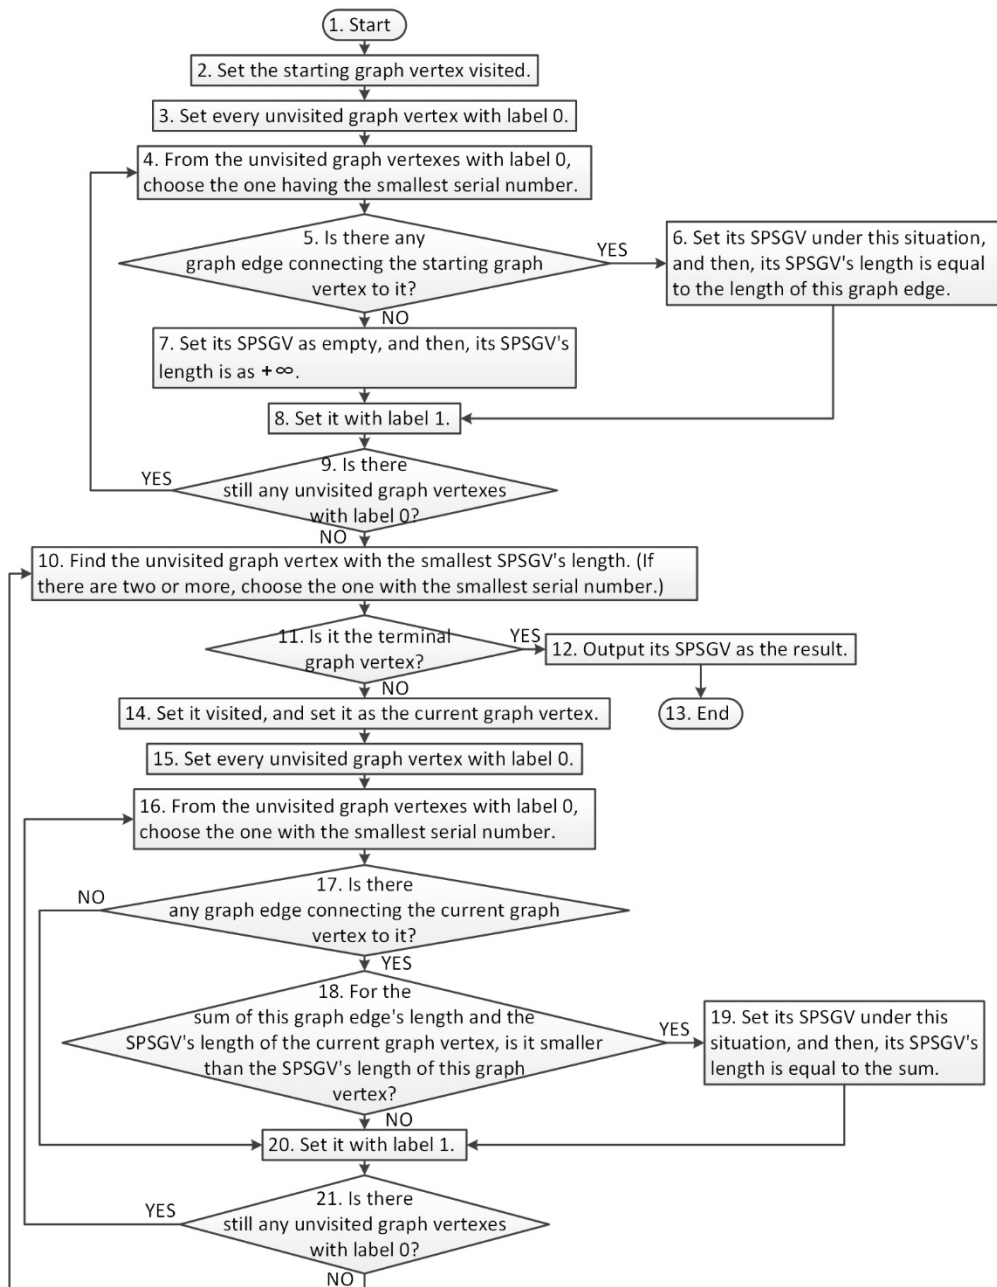 1. Start
2. Set the starting graph vertex visited.
3. Set every unvisited graph vertex with label 0.
4. From the unvisited graph vertexes with label 0,
choose the one having the smallest serial number.
5. Is there any
graph edge connecting the starting graph
vertex to it?
YES
6. Set its SPSGV under this situation,
and then, its SPSGV's length is equal
to the length of this graph edge.
NO
7. Set its SPSGV as empty, and then, its SPSGV's
length is as +∞.
8. Set it with label 1.
9. Is there
still any unvisited graph vertexes
with label 0?
YES
NO
10. Find the unvisited graph vertex with the smallest SPSGV's length. (If
there are two or more, choose the one with the smallest serial number.)
11. Is it the terminal
graph vertex?
YES
12. Output its SPSGV as the result.
13. End
NO
14. Set it visited, and set it as the current graph vertex.
15. Set every unvisited graph vertex with label 0.
16. From the unvisited graph vertexes with label 0,
choose the one with the smallest serial number.
17. Is there
any graph edge connecting the current graph
vertex to it?
NO
YES
18. For the
sum of this graph edge's length and the
SPSGV's length of the current graph vertex, is it smaller
than the SPSGV's length of this graph
vertex?
YES
19. Set its SPSGV under this
situation, and then, its SPSGV's
length is equal to the sum.
NO
20. Set it with label 1.
21. Is there
still any unvisited graph vertexes
with label 0?
YES
NO